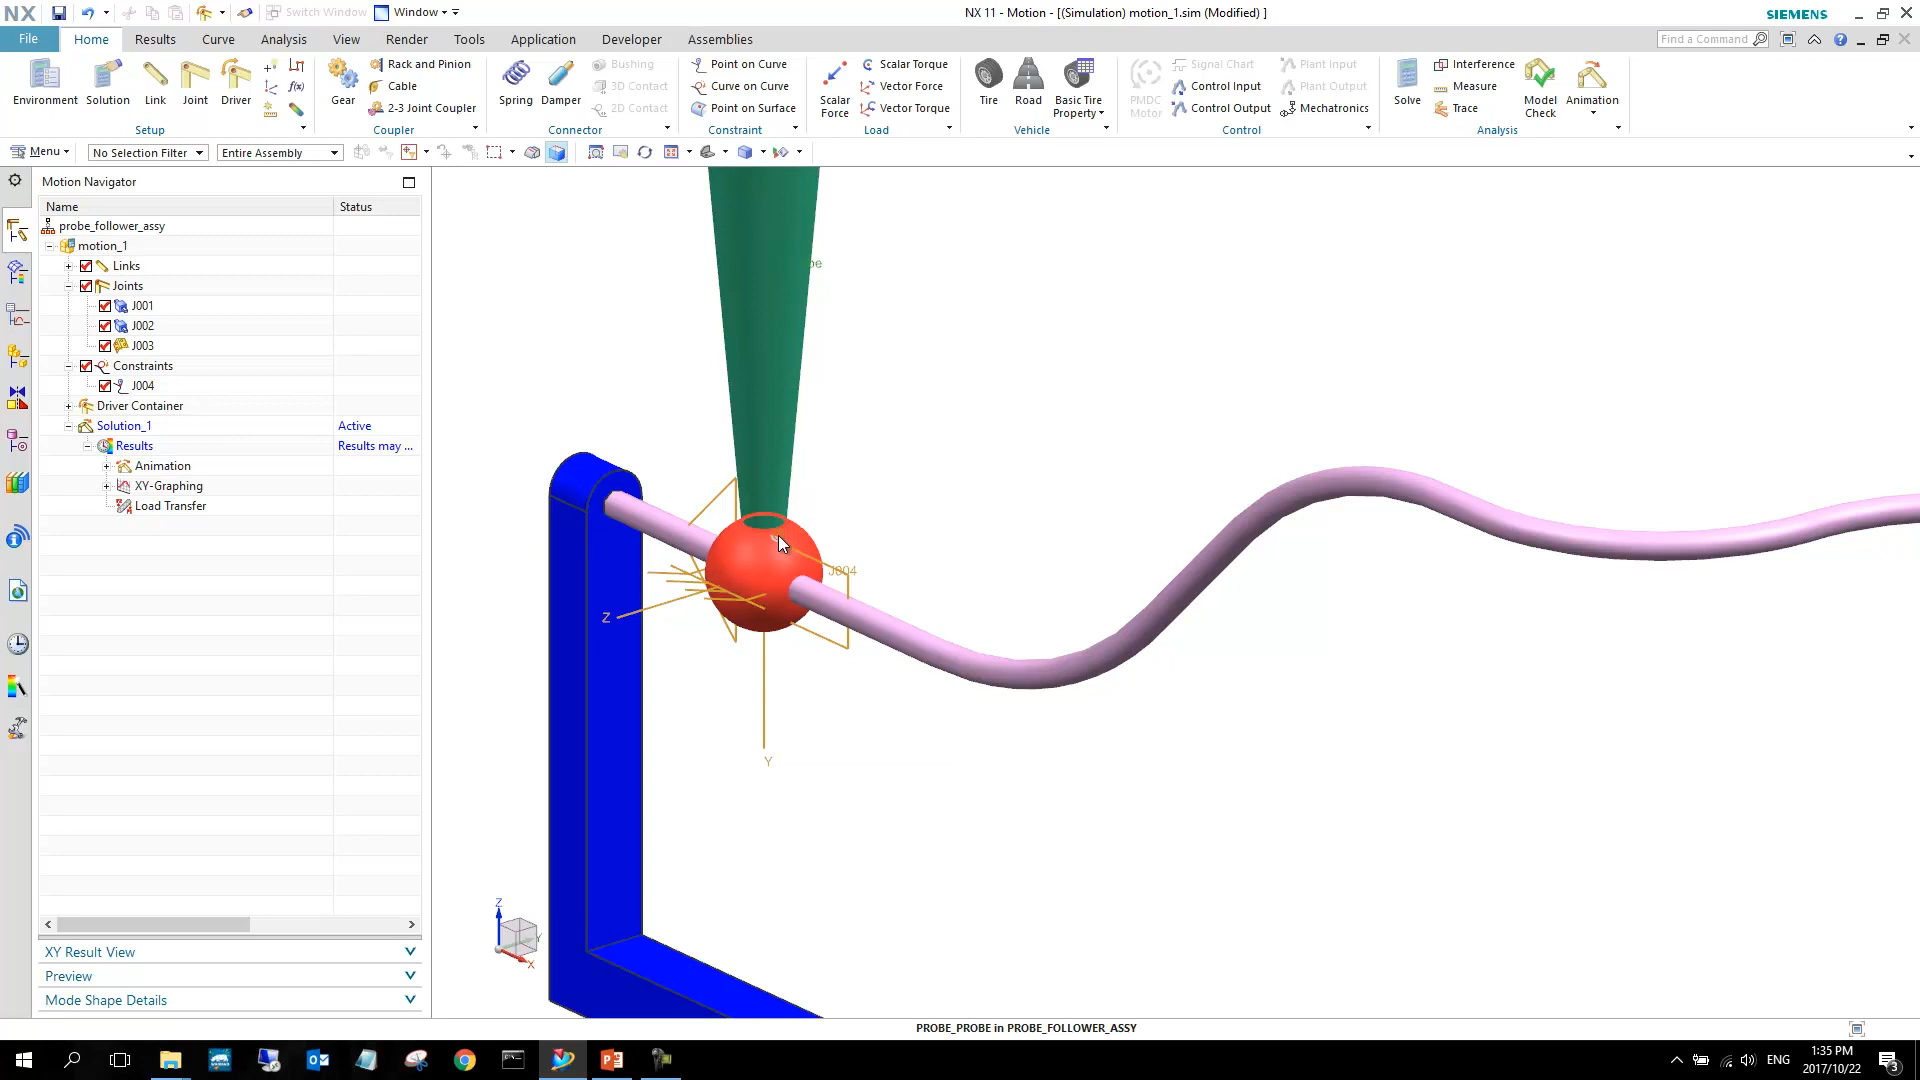 NX
Switch Window
Window
NX 11 - Motion - [(Simulation) motion_1.sim (Modified) ]
SIEMENS
File
Home
Results
Curve
Analysis
View
Render
Tools
Application
Developer
Assemblies
Find a Command
Environment
Solution
Link
Joint
Driver
f(x)
Setup
Gear
Rack and Pinion
Cable
2-3 Joint Coupler
Coupler
Spring
Damper
Bushing
3D Contact
2D Contact
Connector
Point on Curve
Curve on Curve
Point on Surface
Constraint
Scalar Force
Scalar Torque
Vector Force
Vector Torque
Load
Tire
Road
Basic Tire Property
Vehicle
PMDC Motor
Signal Chart
Control Input
Control Output
Plant Input
Plant Output
Mechatronics
Control
Solve
Interference
Measure
Trace
Model Check
Animation
Analysis
Menu
No Selection Filter
Entire Assembly
Motion Navigator
Name
Status
probe_follower_assy
motion_1
Links
Joints
J001
J002
J003
Constraints
J004
Driver Container
Solution_1
Active
Results
Results may ...
Animation
XY-Graphing
Load Transfer
XY Result View
Preview
Mode Shape Details
J004
Z
Y
Z
Y
X
PROBE_PROBE in PROBE_FOLLOWER_ASSY
ENG
1:35 PM
2017/10/22
3